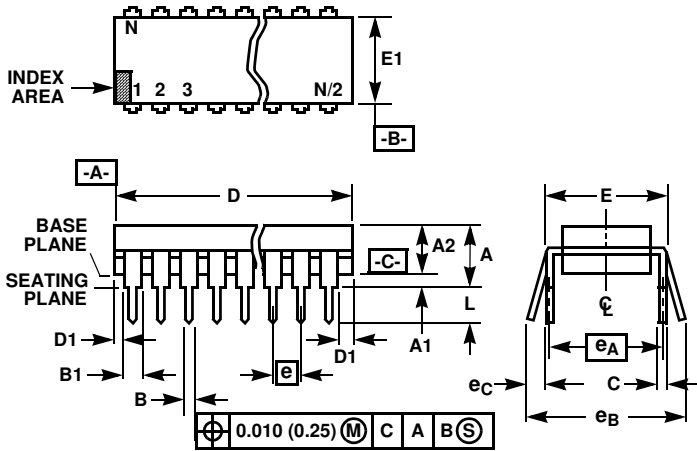 N
INDEX
AREA
1 2 3 N/2
E1
-B-
-A-
D
E
BASE
PLANE
A2 A
-C-
SEATING
PLANE
L
C
L
D1
A1
D1
eA
B1
e
eC
C
B
eB
0.010 (0.25) M C A B S